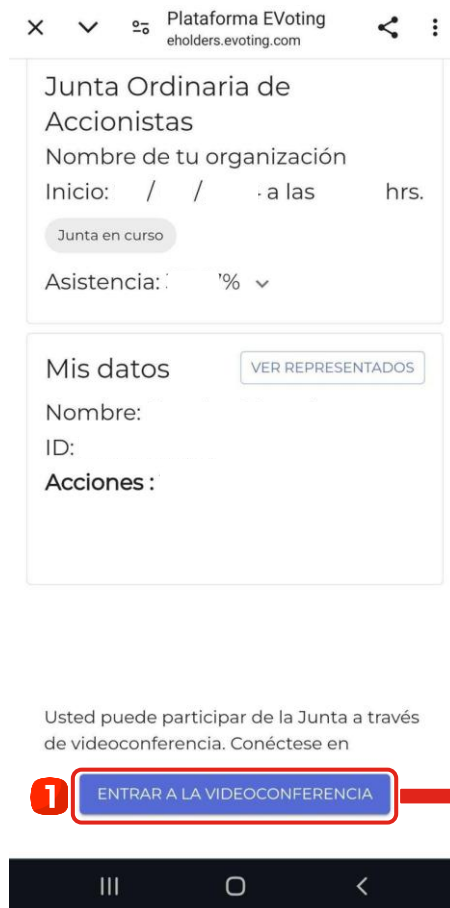 Plataforma EVoting
eholders.evoting.com
Junta Ordinaria de
Accionistas
Nombre de tu organización
Inicio: / / a las hrs.
Junta en curso
Asistencia: %
Mis datos
VER REPRESENTADOS
Nombre:
ID:
Acciones :
Usted puede participar de la Junta a través
de videoconferencia. Conéctese en
1 ENTRAR A LA VIDEOCONFERENCIA